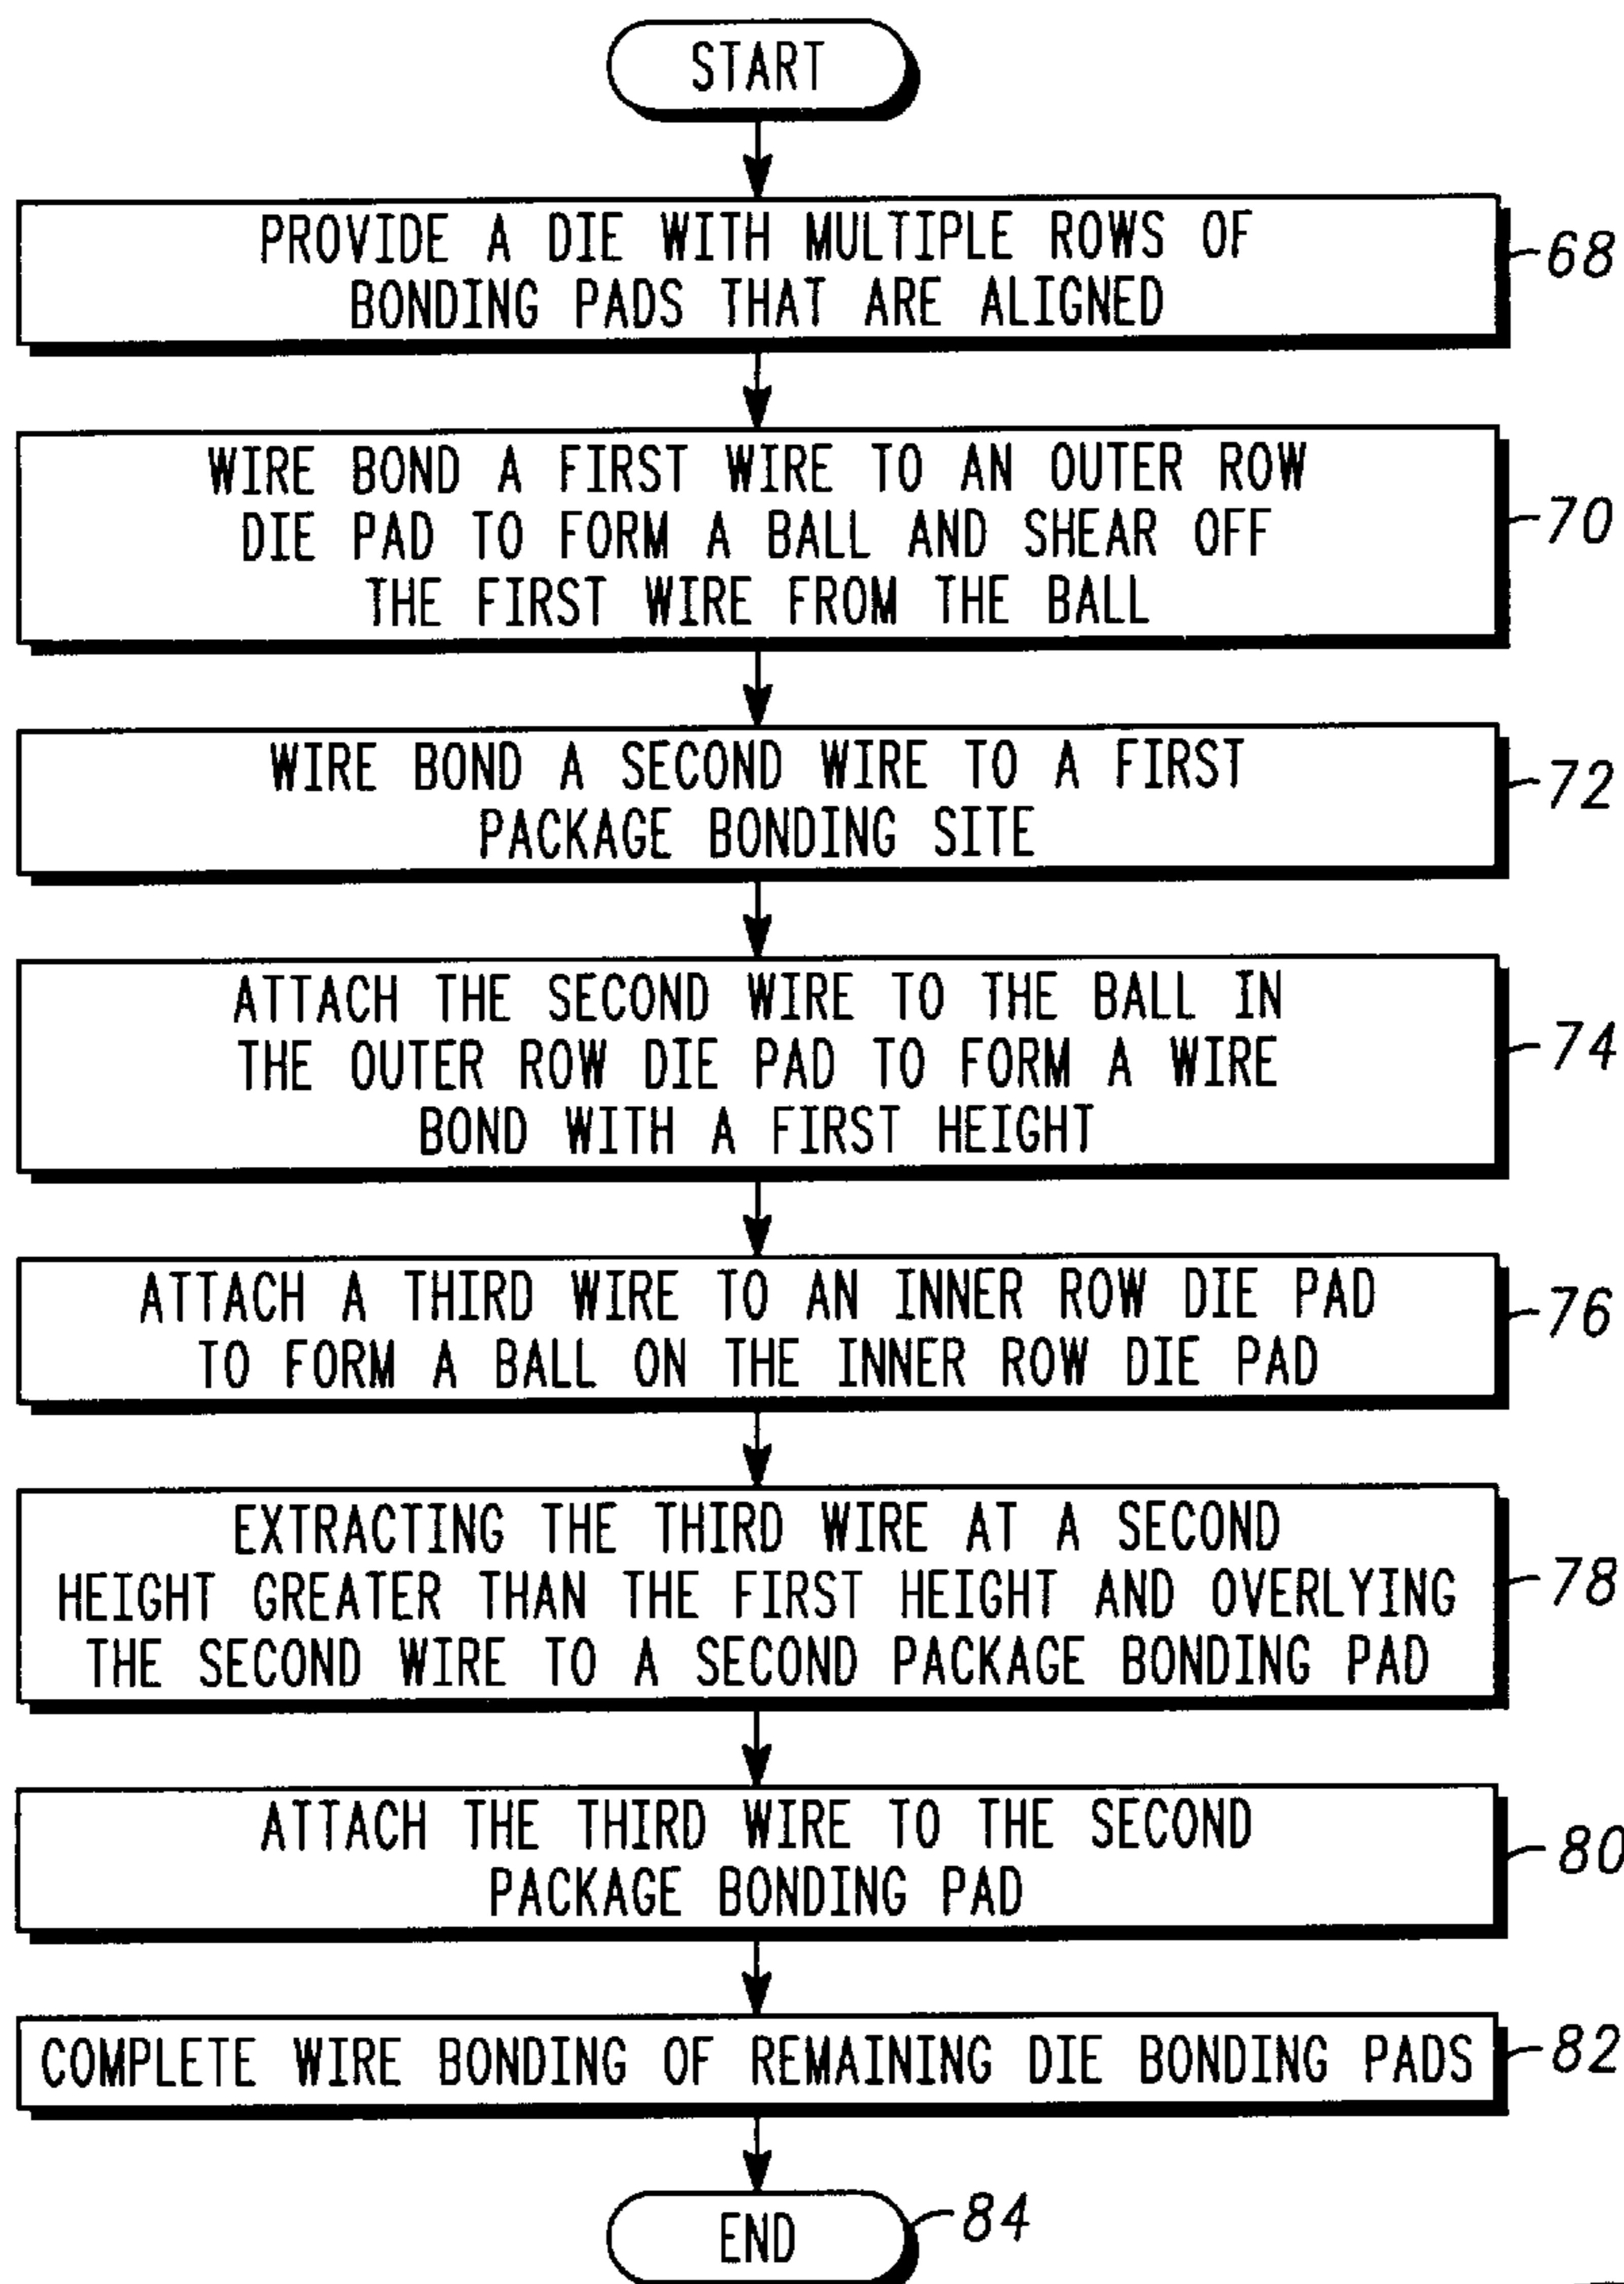 START
PROVIDE A DIE WITH MULTIPLE ROWS OF
BONDING PADS THAT ARE ALIGNED
68
WIRE BOND A FIRST WIRE TO AN OUTER ROW
DIE PAD TO FORM A BALL AND SHEAR OFF
THE FIRST WIRE FROM THE BALL
70
WIRE BOND A SECOND WIRE TO A FIRST
PACKAGE BONDING SITE
72
ATTACH THE SECOND WIRE TO THE BALL IN
THE OUTER ROW DIE PAD TO FORM A WIRE
BOND WITH A FIRST HEIGHT
74
ATTACH A THIRD WIRE TO AN INNER ROW DIE PAD
TO FORM A BALL ON THE INNER ROW DIE PAD
76
EXTRACTING THE THIRD WIRE AT A SECOND
HEIGHT GREATER THAN THE FIRST HEIGHT AND OVERLYING
THE SECOND WIRE TO A SECOND PACKAGE BONDING PAD
78
ATTACH THE THIRD WIRE TO THE SECOND
PACKAGE BONDING PAD
80
COMPLETE WIRE BONDING OF REMAINING DIE BONDING PADS
82
END
84